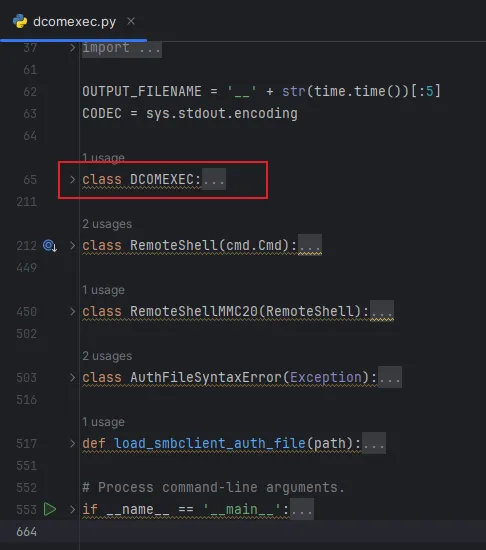 dcomexec.py
37 import ...
61
62 OUTPUT_FILENAME = '__' + str(time.time())[:5]
63 CODEC = sys.stdout.encoding
64
1 usage
65 class DCOMEXEC:...
211
2 usages
212 class RemoteShell(cmd.Cmd):...
449
1 usage
450 class RemoteShellMMC20(RemoteShell):...
502
2 usages
503 class AuthFileSyntaxError(Exception):...
516
1 usage
517 def load_smbclient_auth_file(path):...
551
552 # Process command-line arguments.
553 if __name__ == '__main__':...
664